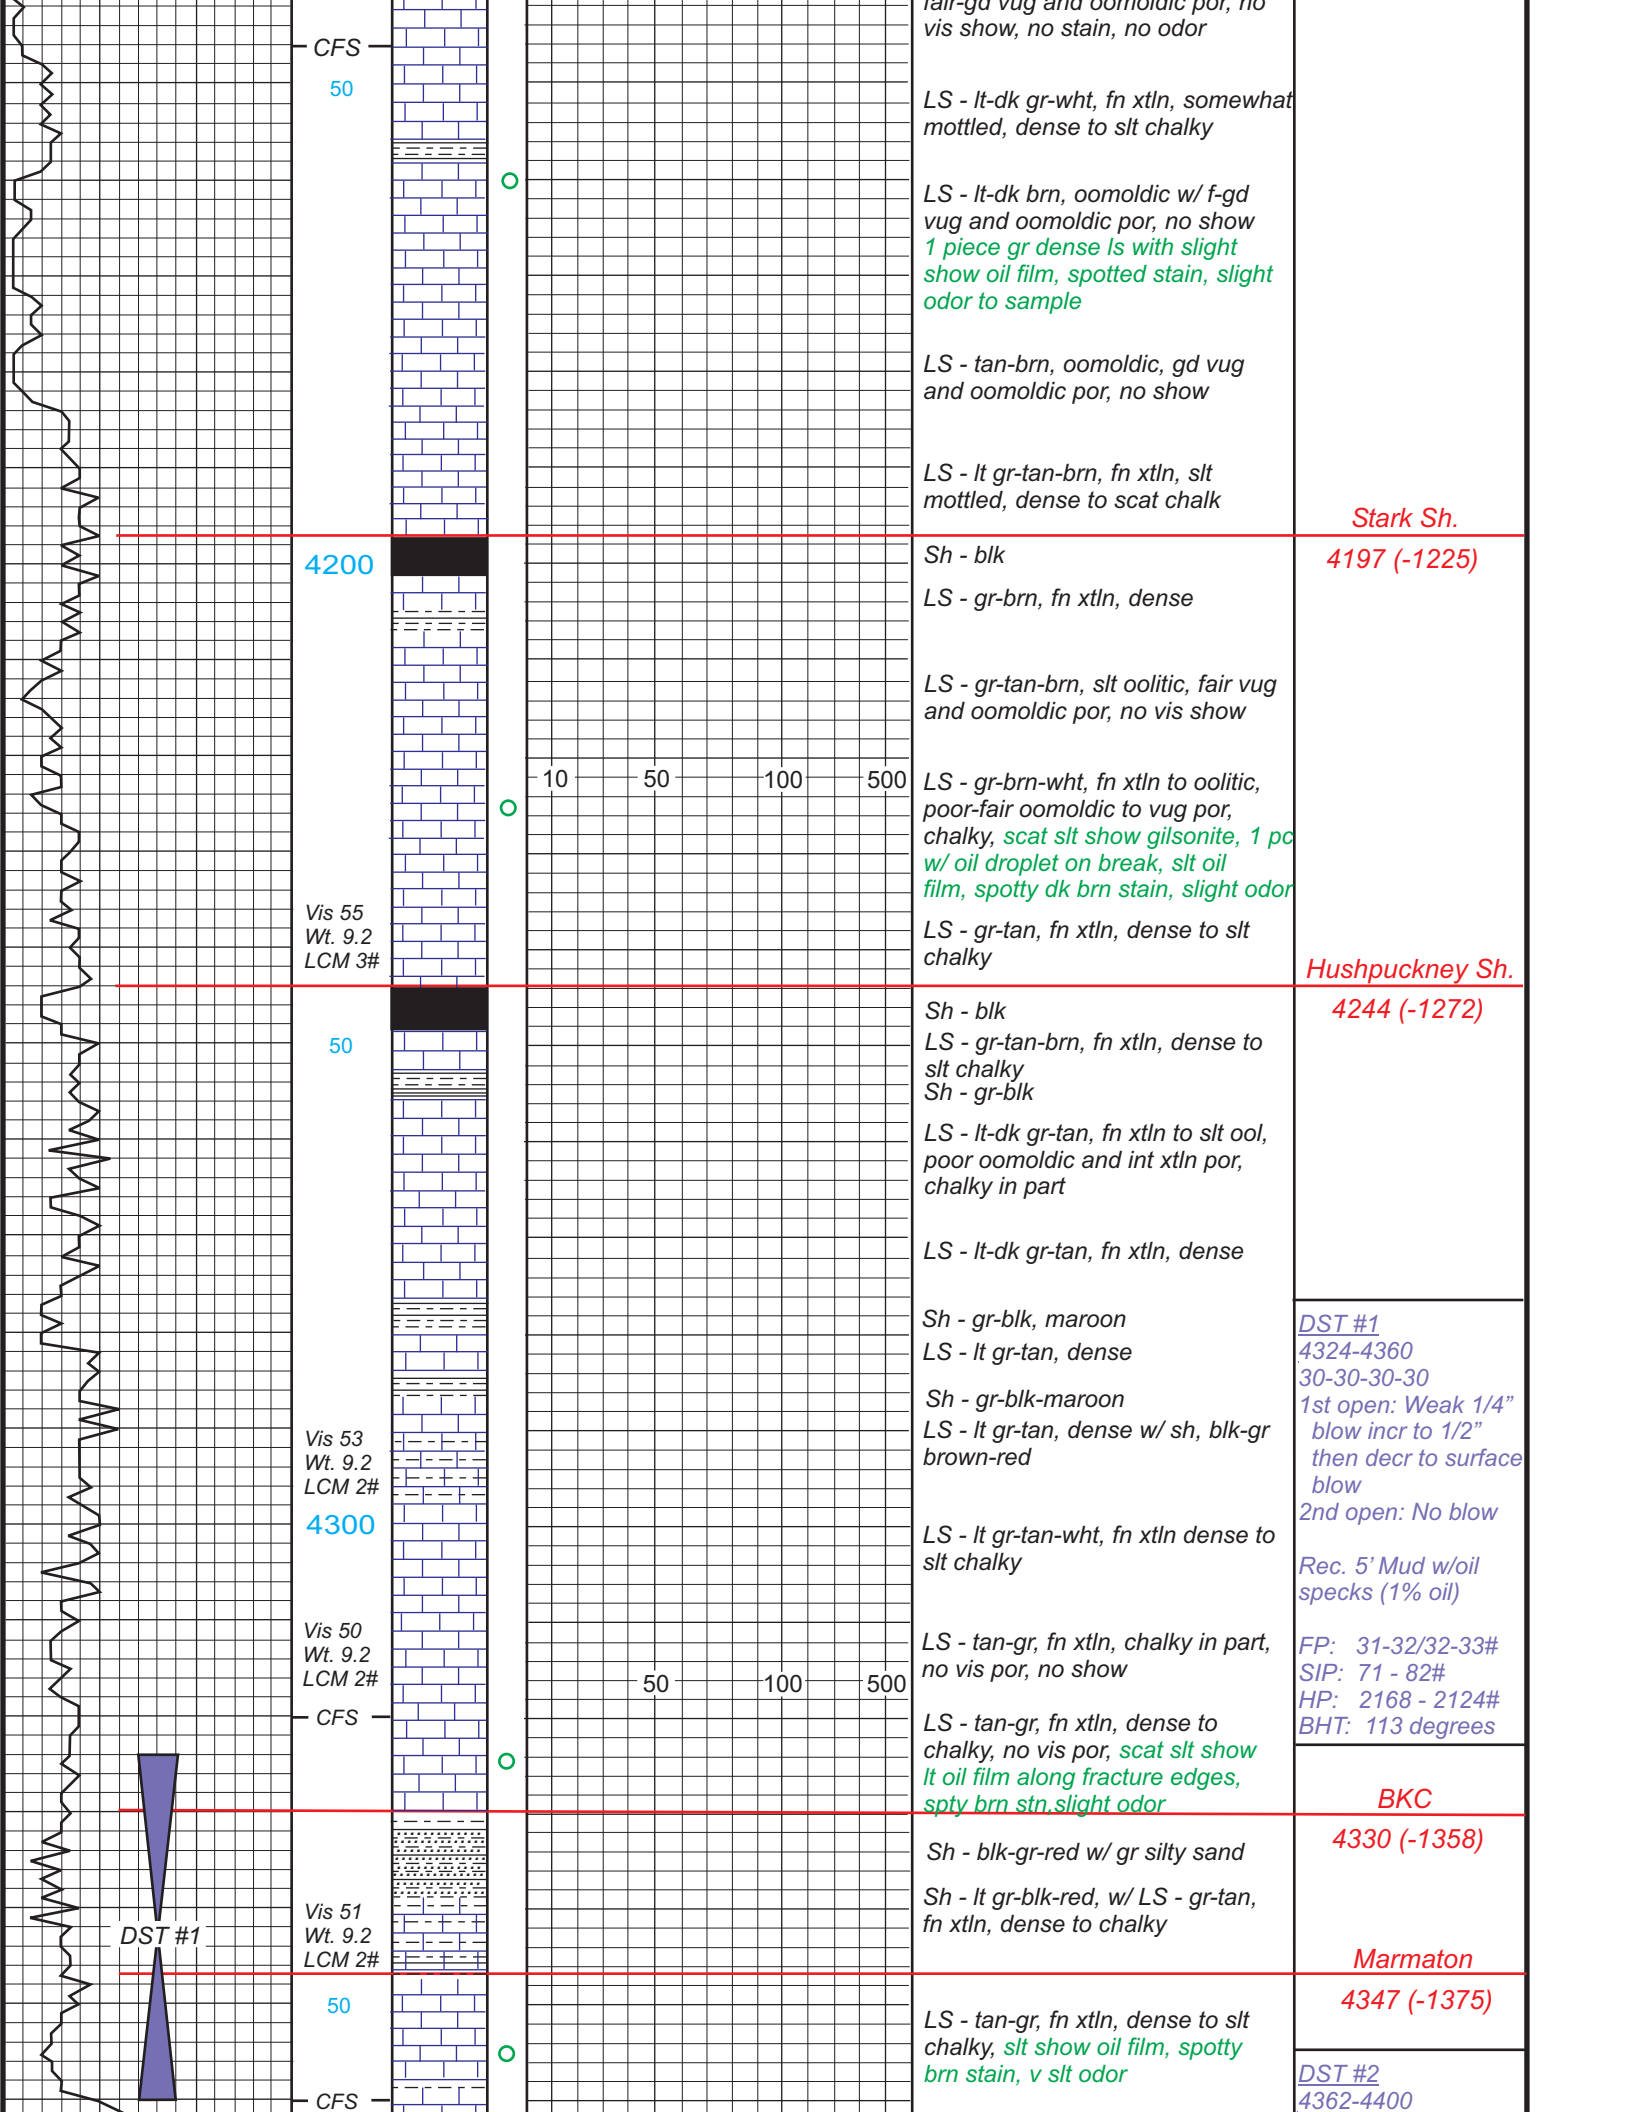 fair-gd vug and oomoldic por, no
vis show, no stain, no odor
CFS
50
LS - lt-dk gr-wht, fn xtln, somewhat
mottled, dense to slt chalky
LS - lt-dk brn, oomoldic w/ f-gd
vug and oomoldic por, no show
1 piece gr dense ls with slight
show oil film, spotted stain, slight
odor to sample
LS - tan-brn, oomoldic, gd vug
and oomoldic por, no show
LS - lt gr-tan-brn, fn xtln, slt
mottled, dense to scat chalk
Stark Sh.
4197 (-1225)
4200
Sh - blk
LS - gr-brn, fn xtln, dense
LS - gr-tan-brn, slt oolitic, fair vug
and oomoldic por, no vis show
10 50 100 500
LS - gr-brn-wht, fn xtln to oolitic,
poor-fair oomoldic to vug por,
chalky, scat slt show gilsonite, 1 pc
w/ oil droplet on break, slt oil
film, spotty dk brn stain, slight odor
Vis 55
Wt. 9.2
LCM 3#
LS - gr-tan, fn xtln, dense to slt
chalky
Hushpuckney Sh.
4244 (-1272)
Sh - blk
50
LS - gr-tan-brn, fn xtln, dense to
slt chalky
Sh - gr-blk
LS - lt-dk gr-tan, fn xtln to slt ool,
poor oomoldic and int xtln por,
chalky in part
LS - lt-dk gr-tan, fn xtln, dense
Sh - gr-blk, maroon
LS - lt gr-tan, dense
Sh - gr-blk-maroon
LS - lt gr-tan, dense w/ sh, blk-gr
brown-red
Vis 53
Wt. 9.2
LCM 2#
4300
LS - lt gr-tan-wht, fn xtln dense to
slt chalky
DST #1
4324-4360
30-30-30-30
1st open: Weak 1/4”
blow incr to 1/2”
then decr to surface
blow
2nd open: No blow
Rec. 5’ Mud w/oil
specks (1% oil)
FP: 31-32/32-33#
SIP: 71 - 82#
HP: 2168 - 2124#
BHT: 113 degrees
Vis 50
Wt. 9.2
LCM 2#
LS - tan-gr, fn xtln, chalky in part,
no vis por, no show
50 100 500
CFS
LS - tan-gr, fn xtln, dense to
chalky, no vis por, scat slt show
lt oil film along fracture edges,
spty brn stn,slight odor
BKC
4330 (-1358)
Sh - blk-gr-red w/ gr silty sand
Sh - lt gr-blk-red, w/ LS - gr-tan,
fn xtln, dense to chalky
Vis 51
Wt. 9.2
LCM 2#
DST #1
Marmaton
4347 (-1375)
50
LS - tan-gr, fn xtln, dense to slt
chalky, slt show oil film, spotty
brn stain, v slt odor
CFS
DST #2
4362-4400